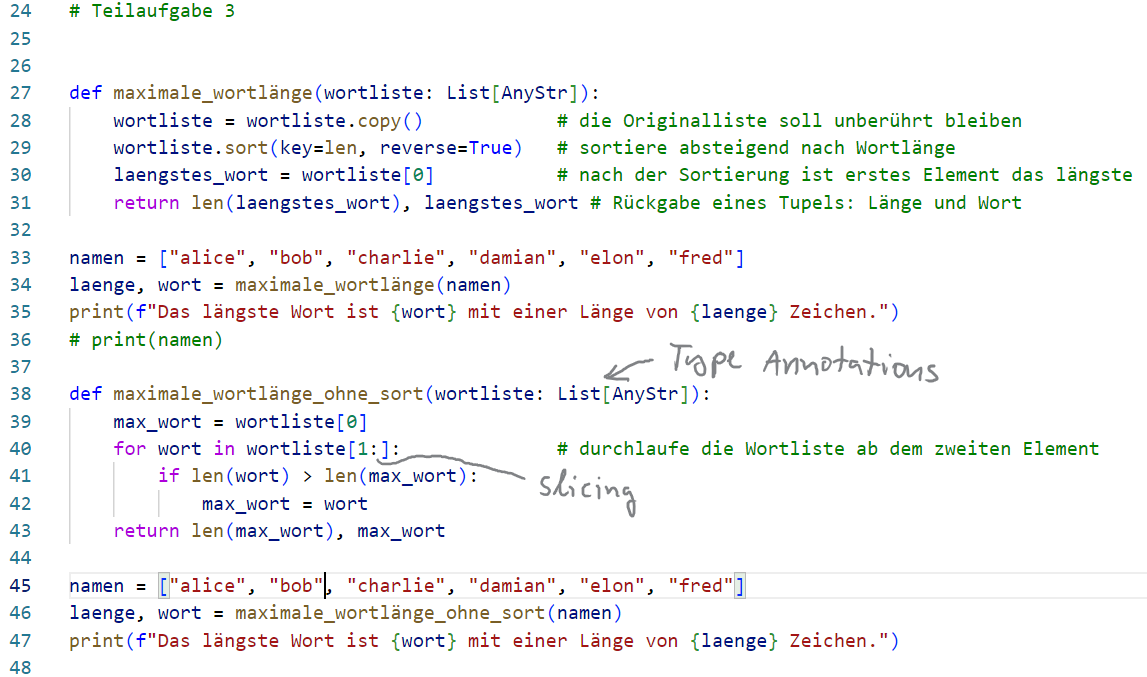 24 # Teilaufgabe 3
25
26
27 def maximale_wortlänge(wortliste: List[AnyStr]):
28     wortliste = wortliste.copy()            # die Originalliste soll unberührt bleiben
29     wortliste.sort(key=len, reverse=True)   # sortiere absteigend nach Wortlänge
30     laengstes_wort = wortliste[0]           # nach der Sortierung ist erstes Element das längste
31     return len(laengstes_wort), laengstes_wort # Rückgabe eines Tupels: Länge und Wort
32
33 namen = ["alice", "bob", "charlie", "damian", "elon", "fred"]
34 laenge, wort = maximale_wortlänge(namen)
35 print(f"Das längste Wort ist {wort} mit einer Länge von {laenge} Zeichen.")
36 # print(namen)
Type Annotations
37
38 def maximale_wortlänge_ohne_sort(wortliste: List[AnyStr]):
39     max_wort = wortliste[0]
40     for wort in wortliste[1:]:              # durchlaufe die Wortliste ab dem zweiten Element
41         if len(wort) > len(max_wort):
Slicing
42             max_wort = wort
43     return len(max_wort), max_wort
44
45 namen = ["alice", "bob", "charlie", "damian", "elon", "fred"]
46 laenge, wort = maximale_wortlänge_ohne_sort(namen)
47 print(f"Das längste Wort ist {wort} mit einer Länge von {laenge} Zeichen.")
48